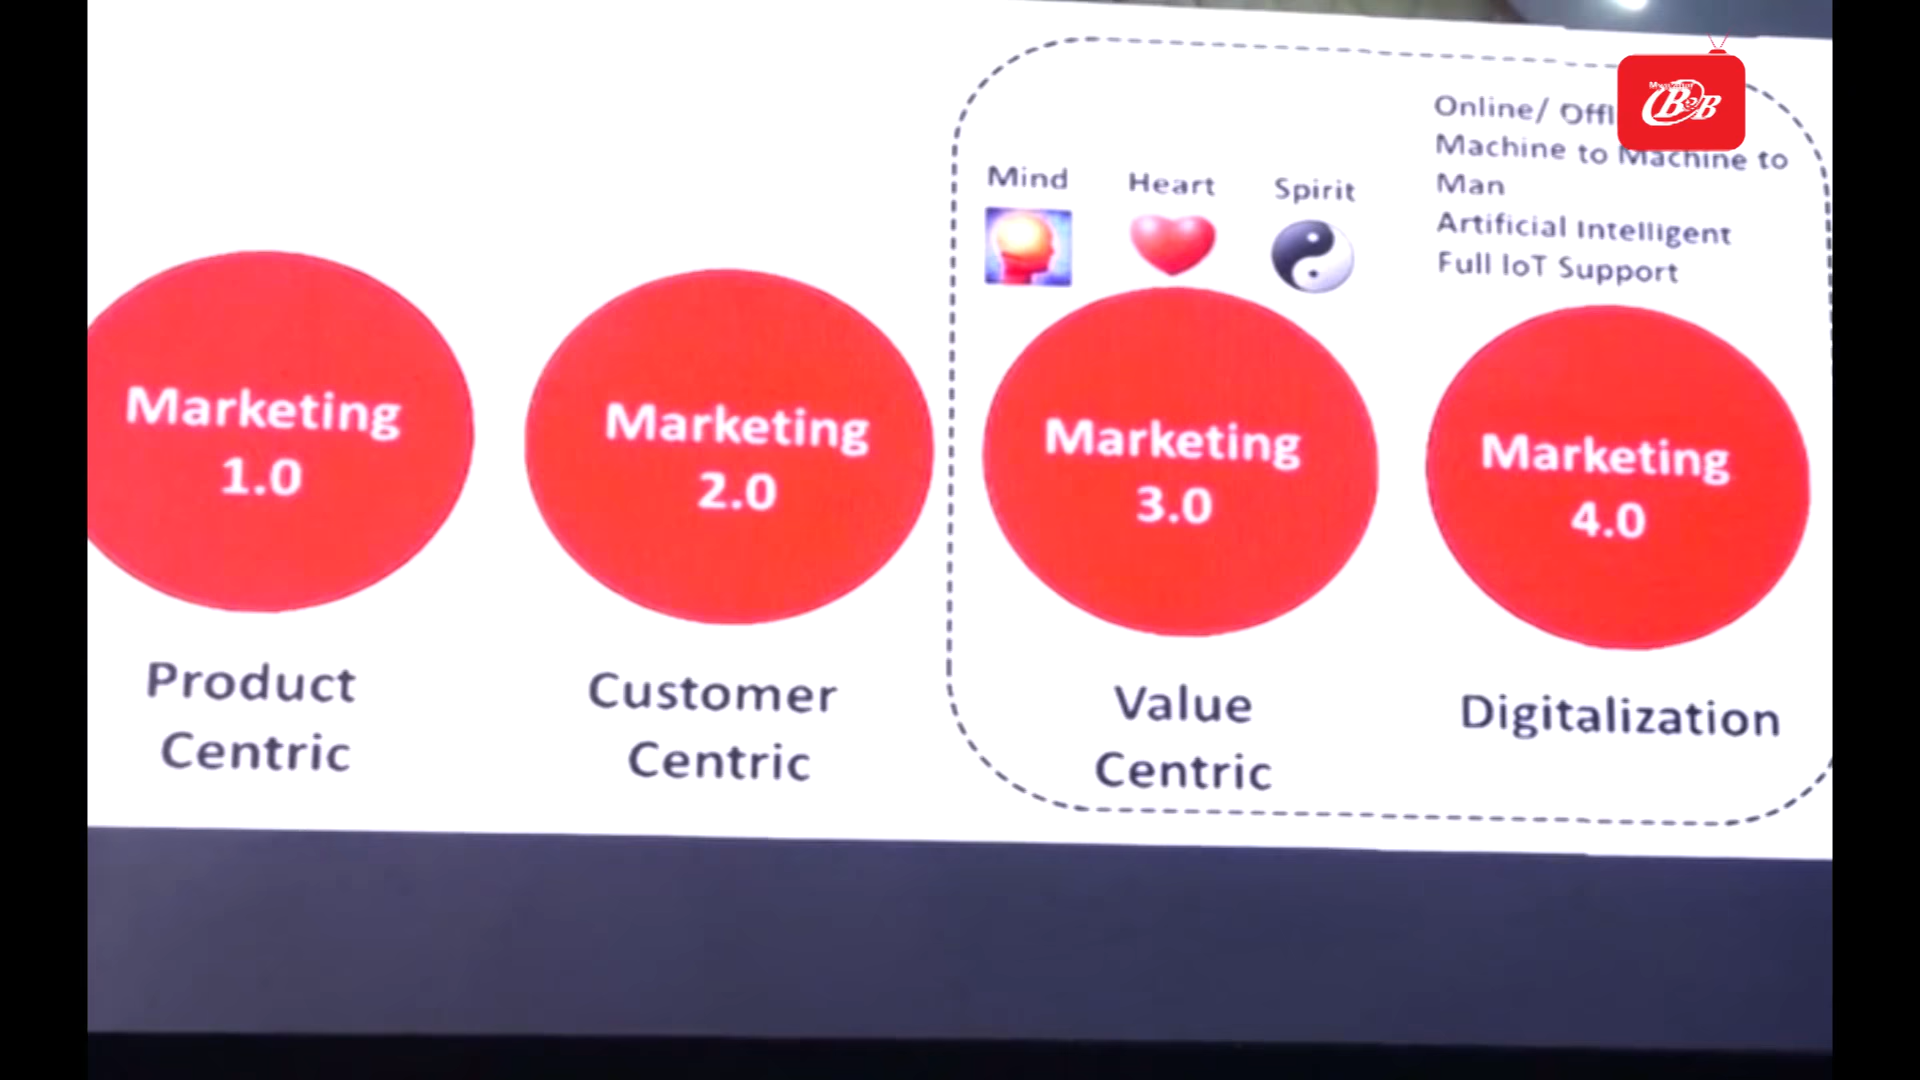 Online/
Machine to Machine to
Man
Artificial Intelligent
Full IoT Support
Mind
Heart
Spirit
Marketing
1.0
Marketing
2.0
Marketing
3.0
Marketing
4.0
Product
Centric
Customer
Centric
Value
Centric
Digitalization
B2B